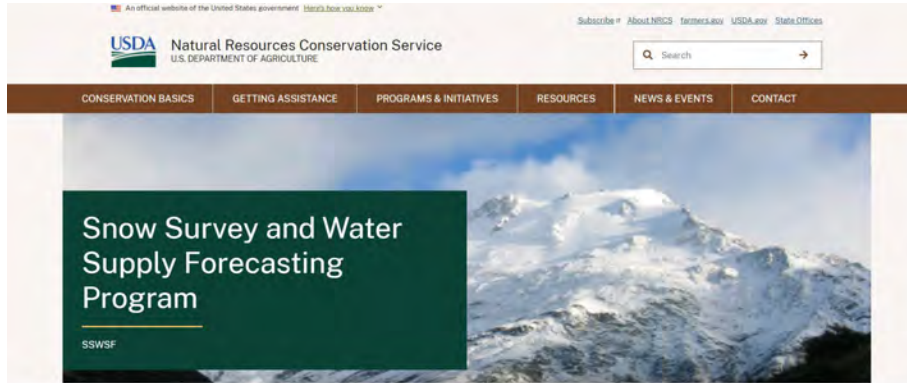 An official website of the United States government Here's how you know
Subscribe About NRCS farmers.gov USDA.gov State Offices
USDA
Natural Resources Conservation Service
U.S. DEPARTMENT OF AGRICULTURE
Search
CONSERVATION BASICS GETTING ASSISTANCE PROGRAMS & INITIATIVES RESOURCES NEWS & EVENTS CONTACT
Snow Survey and Water
Supply Forecasting
Program
SSWSF